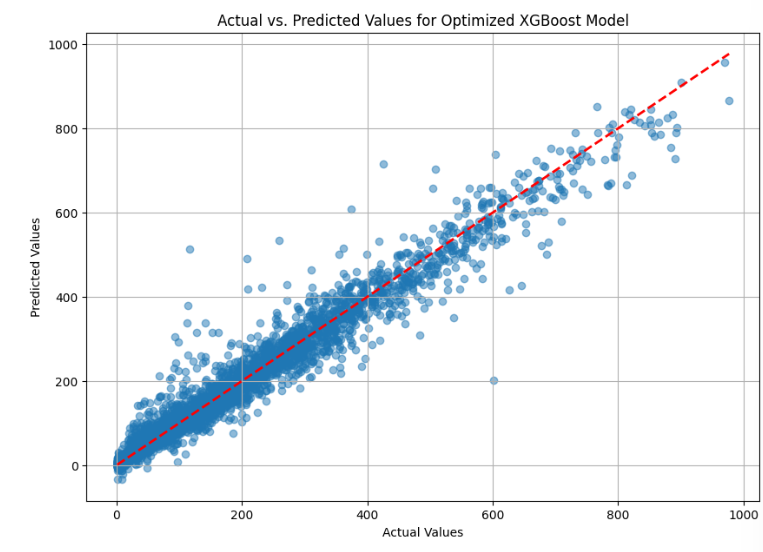 Actual vs. Predicted Values for Optimized XGBoost Model
1000
800
600
400
200
0
Predicted Values
0 200 400 600 800 1000
Actual Values